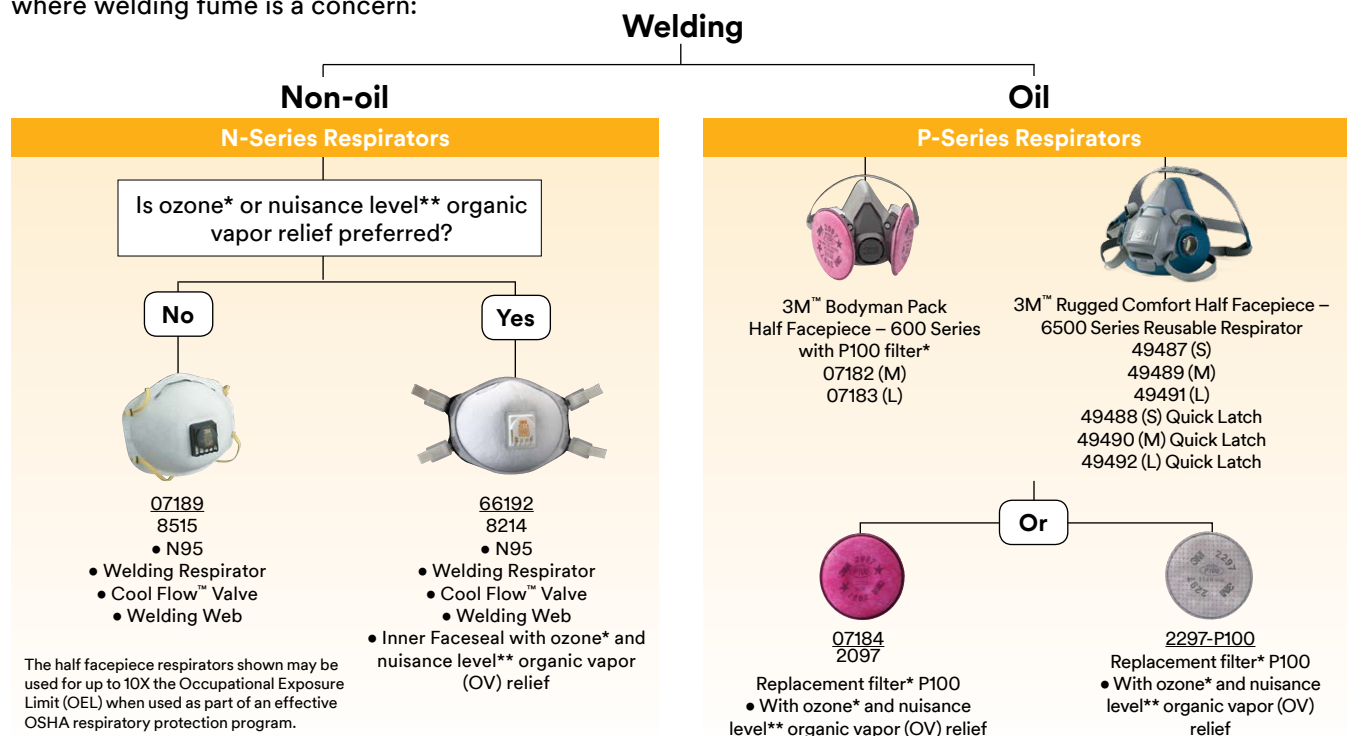 where welding fume is a concern:
Welding
Non-oil
N-Series Respirators
Is ozone* or nuisance level** organic
vapor relief preferred?
No
Yes
07189
8515
● N95
● Welding Respirator
● Cool Flow™ Valve
● Welding Web
66192
8214
● N95
● Welding Respirator
● Cool Flow™ Valve
● Welding Web
● Inner Faceseal with ozone* and
nuisance level** organic vapor
(OV) relief
The half facepiece respirators shown may be
used for up to 10X the Occupational Exposure
Limit (OEL) when used as part of an effective
OSHA respiratory protection program.
Oil
P-Series Respirators
3M™ Bodyman Pack
Half Facepiece – 600 Series
with P100 filter*
07182 (M)
07183 (L)
3M™ Rugged Comfort Half Facepiece –
6500 Series Reusable Respirator
49487 (S)
49489 (M)
49491 (L)
49488 (S) Quick Latch
49490 (M) Quick Latch
49492 (L) Quick Latch
Or
07184
2097
Replacement filter* P100
● With ozone* and nuisance
level** organic vapor (OV) relief
2297
2297-P100
Replacement filter* P100
● With ozone* and nuisance
level** organic vapor (OV)
relief